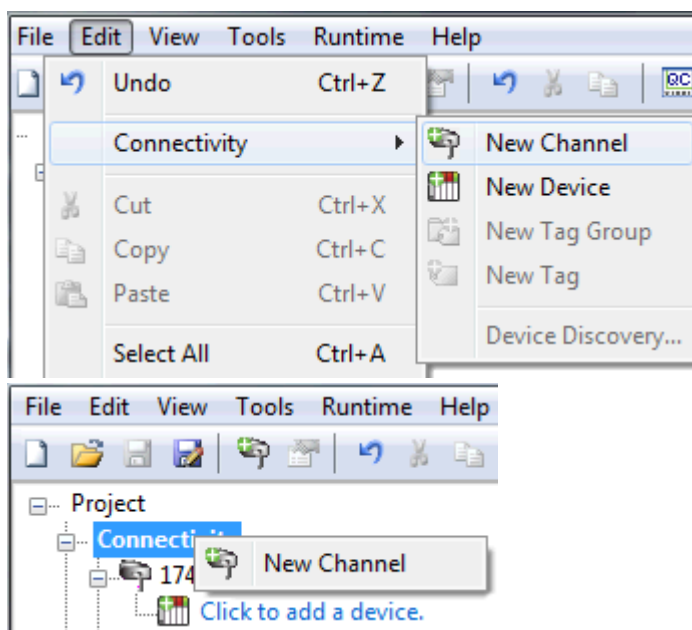 File Edit View Tools Runtime Help
QC
Undo Ctrl+Z
Connectivity
New Channel
New Device
New Tag Group
New Tag
Device Discovery...
Cut Ctrl+X
Copy Ctrl+C
Paste Ctrl+V
Select All Ctrl+A
File Edit View Tools Runtime Help
Project
New Channel
174
Click to add a device.